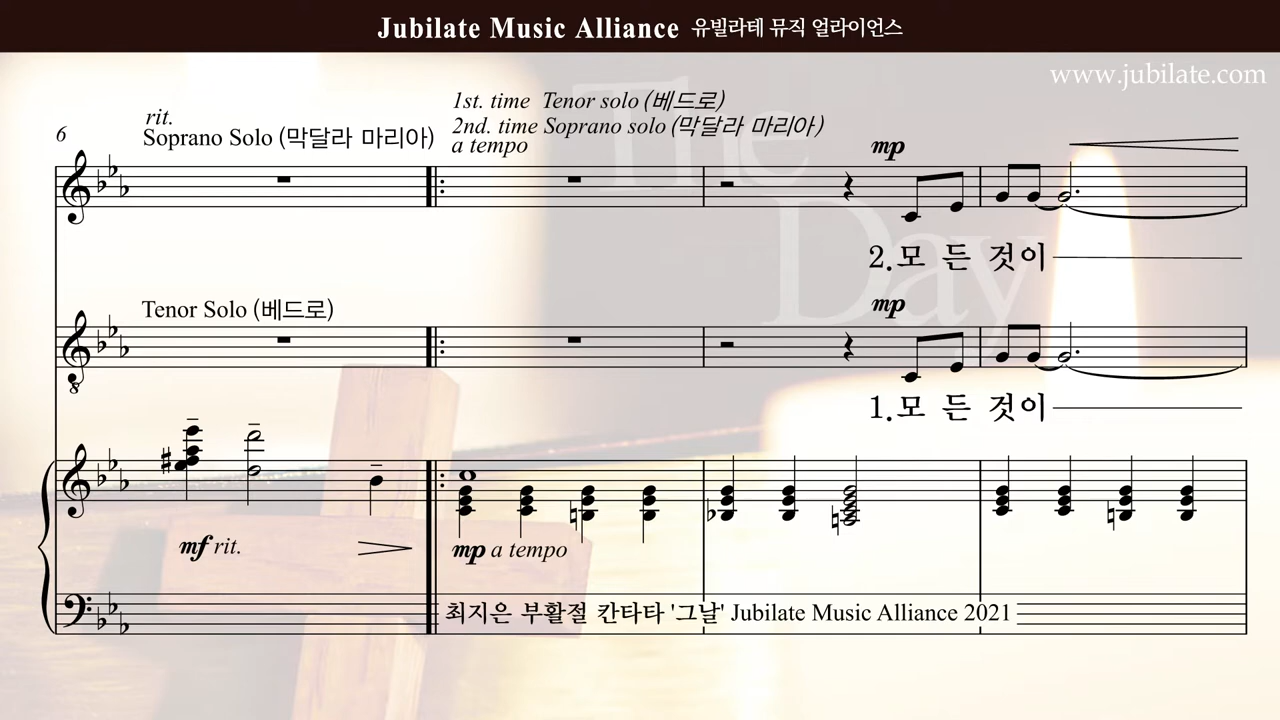 Jubilate Music Alliance 유빌라테 뮤직 얼라이언스
www.jubilate.com
The
Day
6
rit.
Soprano Solo (막달라 마리아)
1st. time Tenor solo (베드로)
2nd. time Soprano solo (막달라 마리아)
a tempo
mp
2.모 든 것이
Tenor Solo (베드로)
mp
1.모 든 것이
mf rit.
mp a tempo
최지은 부활절 칸타타 '그날' Jubilate Music Alliance 2021